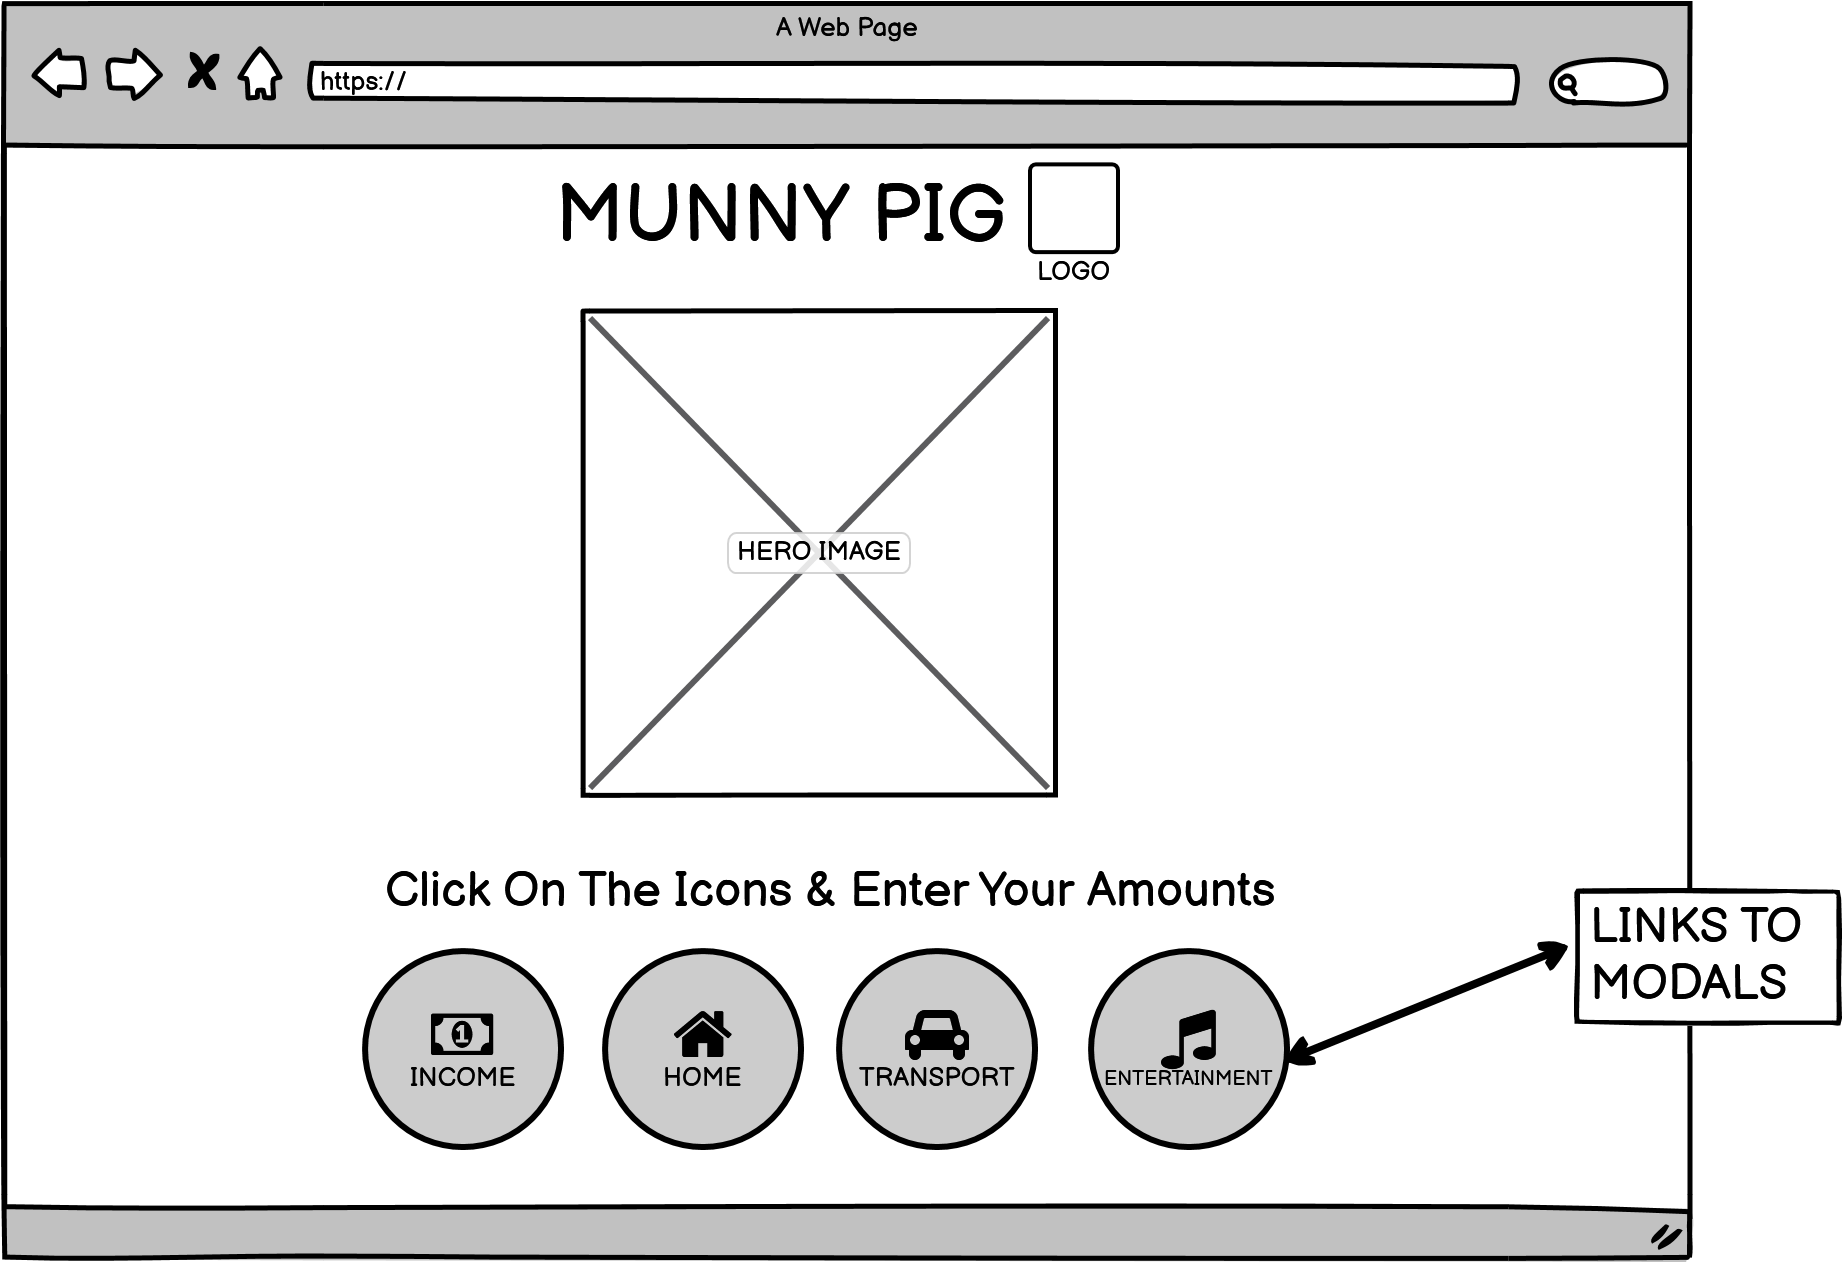 A Web Page
https://
MUNNY PIG
LOGO
HERO IMAGE
Click On The Icons & Enter Your Amounts
LINKS TO
MODALS
1
INCOME
HOME
TRANSPORT
ENTERTAINMENT